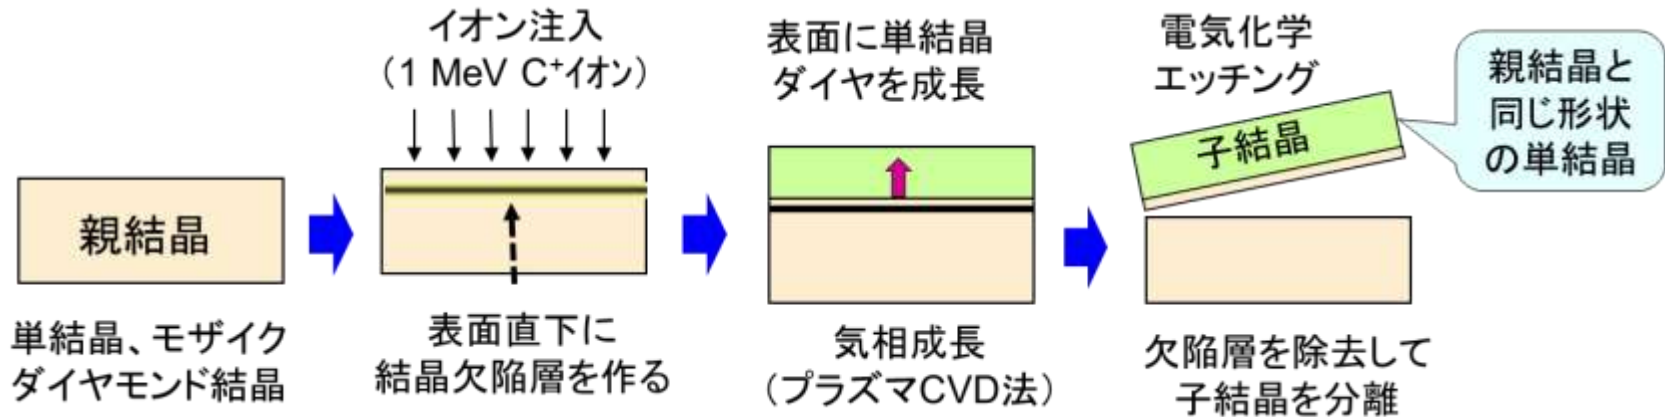 親結晶
単結晶、モザイク
ダイヤモンド結晶
イオン注入
（1 MeV C⁺イオン）
表面直下に
結晶欠陥層を作る
表面に単結晶
ダイヤを成長
気相成長
（プラズマCVD法）
電気化学
エッチング
子結晶
親結晶と
同じ形状
の単結晶
欠陥層を除去して
子結晶を分離